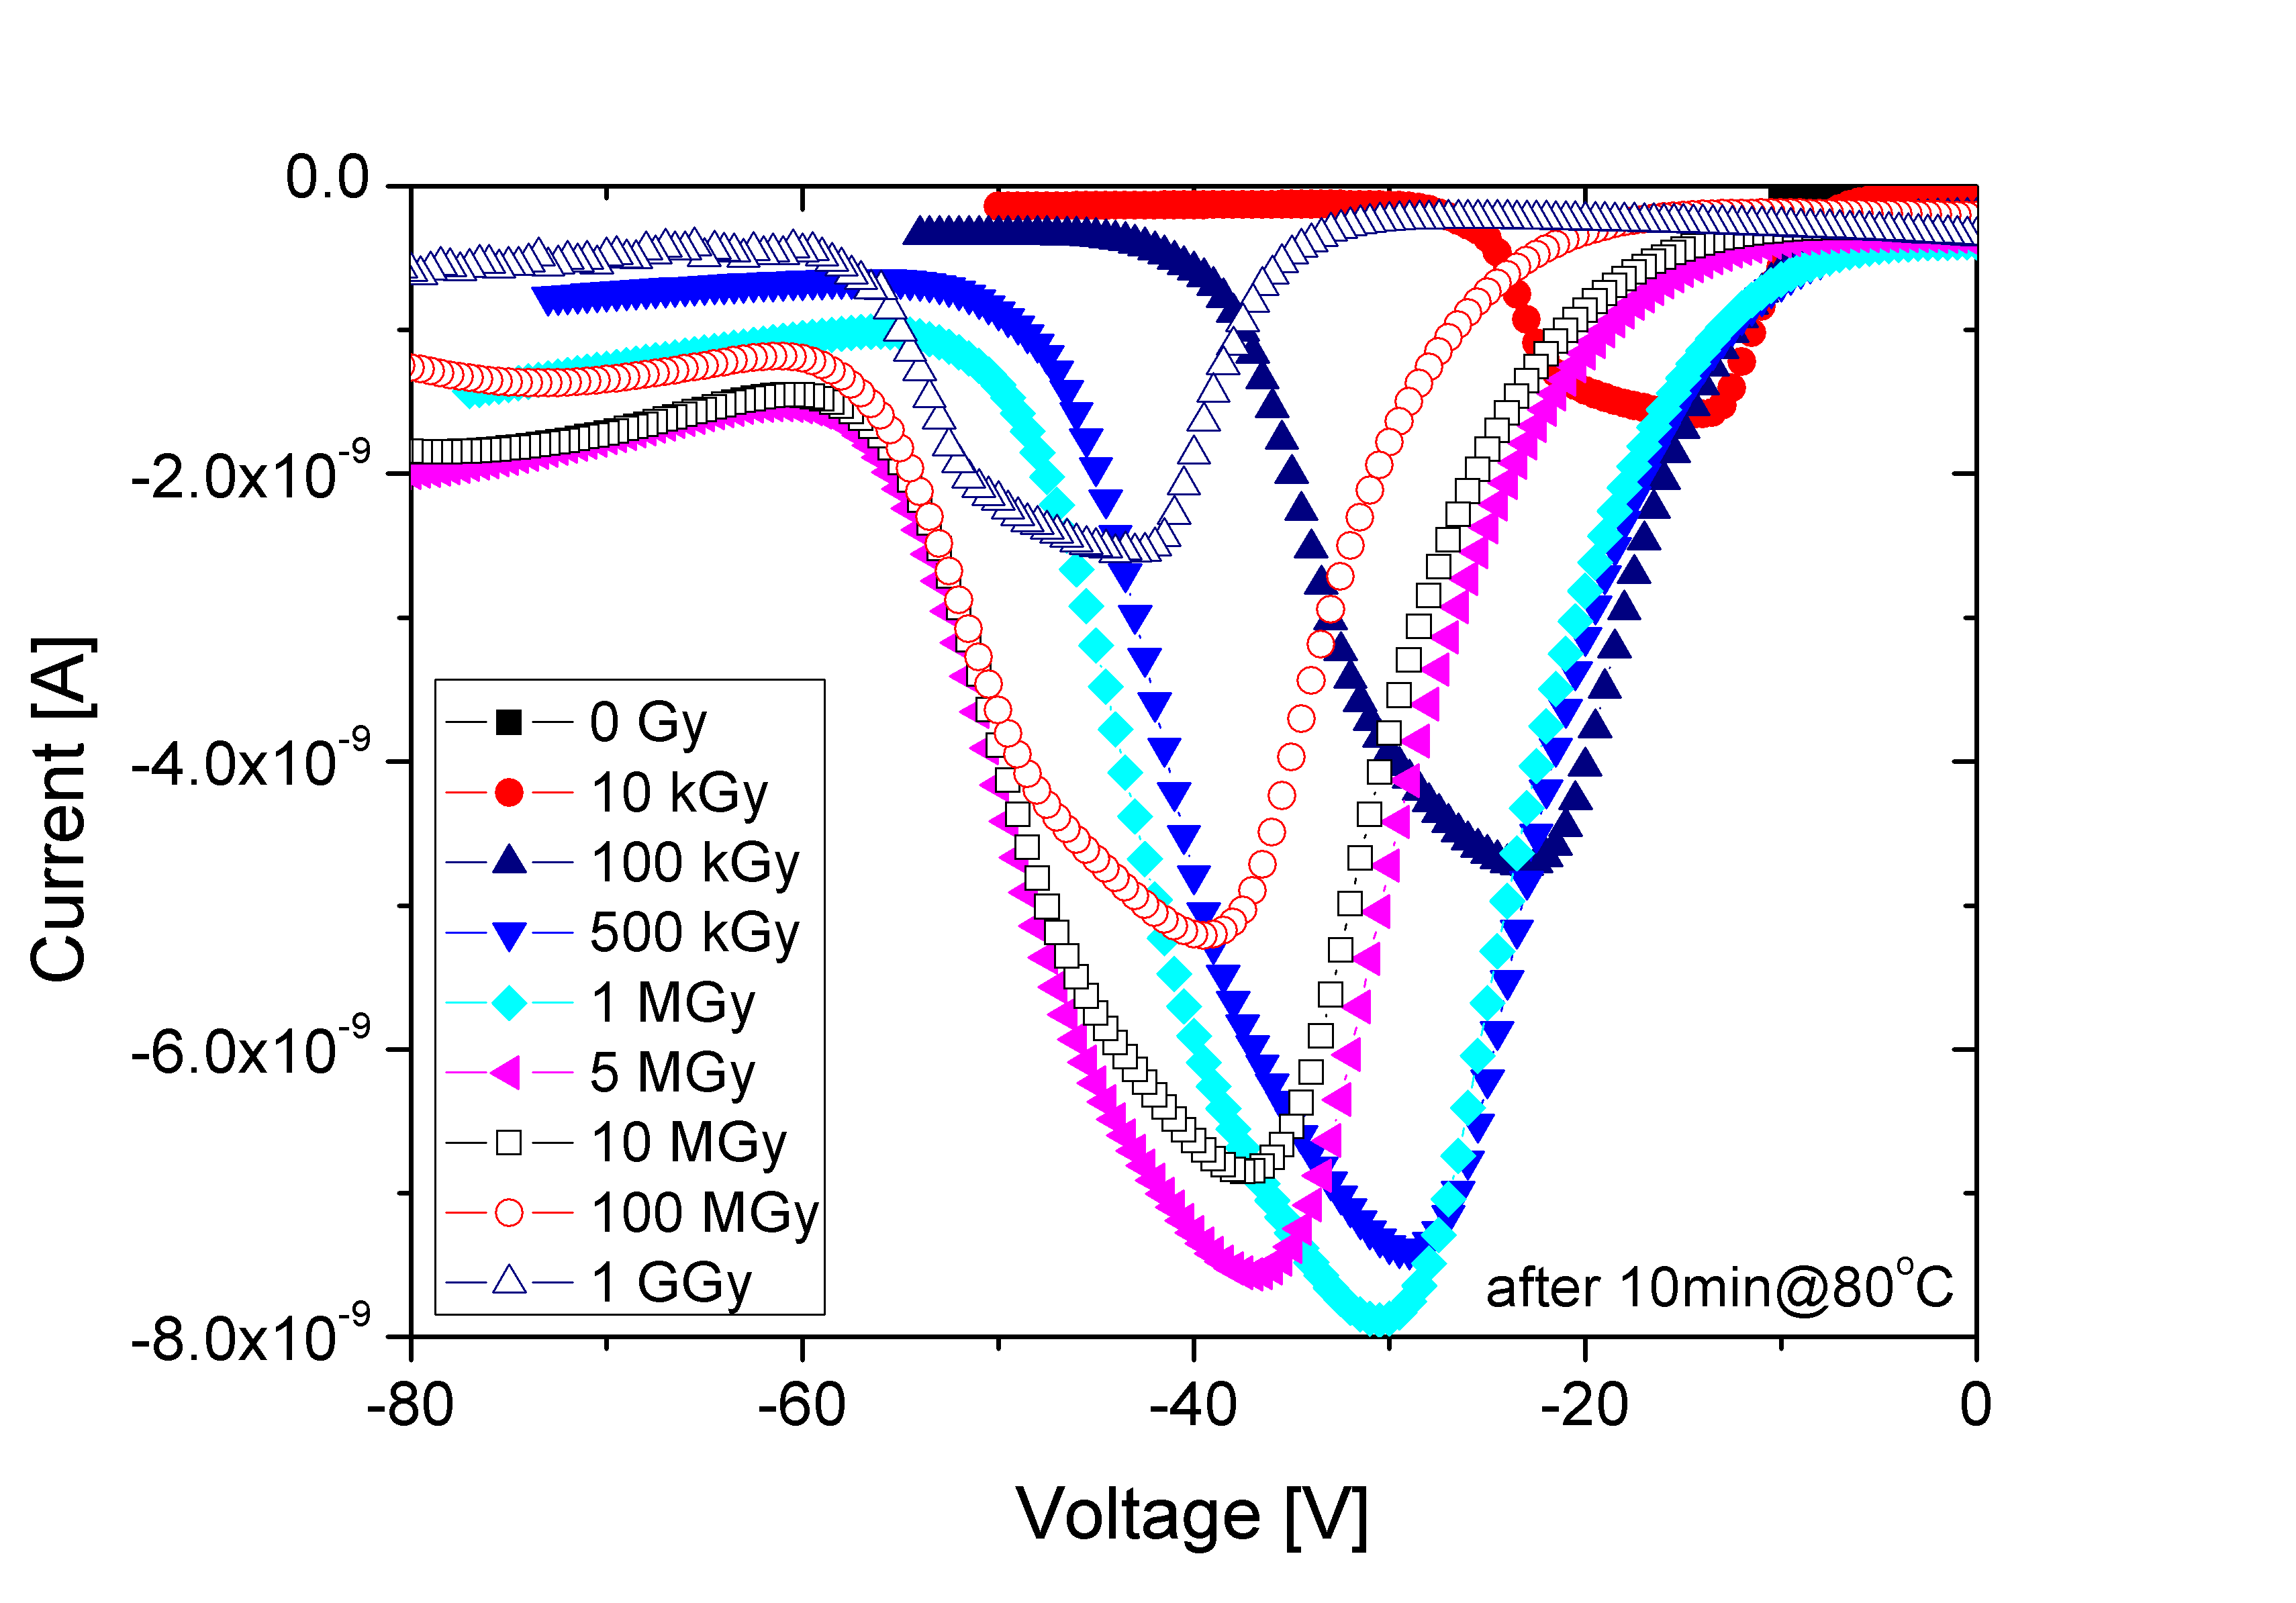 0.0
-2.0x10⁻⁹
-4.0x10⁻⁹
-6.0x10⁻⁹
-8.0x10⁻⁹
Current [A]
0 Gy
10 kGy
100 kGy
500 kGy
1 MGy
5 MGy
10 MGy
100 MGy
1 GGy
after 10min@80°C
-80 -60 -40 -20 0
Voltage [V]